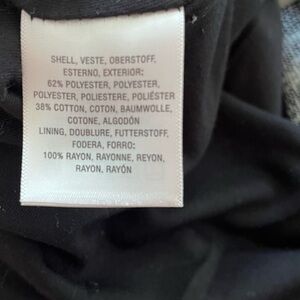 SHELL, VESTE, OBERSTOFF,
ESTERNO, EXTERIOR:
62% POLYESTER, POLYESTER,
POLYESTER, POLIESTERE, POLIÉSTER
38% COTTON, COTON, BAUMWOLLE,
COTONE, ALGODÓN
LINING, DOUBLURE, FUTTERSTOFF,
FODERA, FORRO:
100% RAYON, RAYONNE, REYON,
RAYON, RAYÓN